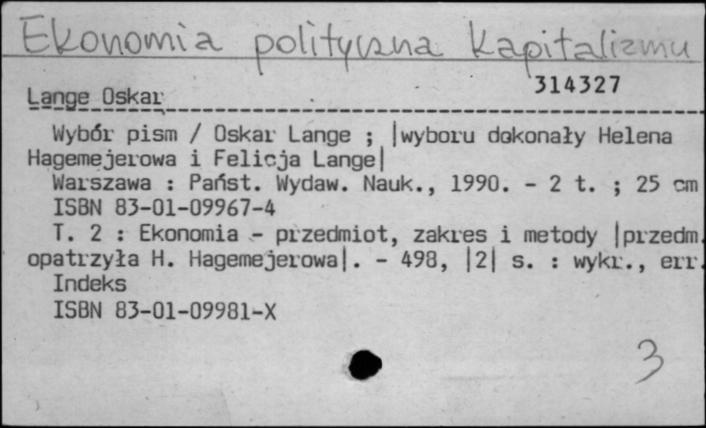 Ekonomia polityczna kapitalizmu
314327
Lange Oskar
Wybór pism / Oskar Lange ; |wyboru dokonały Helena
Hagemejerowa i Felicja Lange|
Warszawa : Państ. Wydaw. Nauk., 1990. - 2 t. ; 25 cm
ISBN 83-01-09967-4
T. 2 : Ekonomia - przedmiot, zakres i metody |przedm.
opatrzyła H. Hagemejerowa|. - 498, |2| s. : wykr., err.
Indeks
ISBN 83-01-09981-X
3